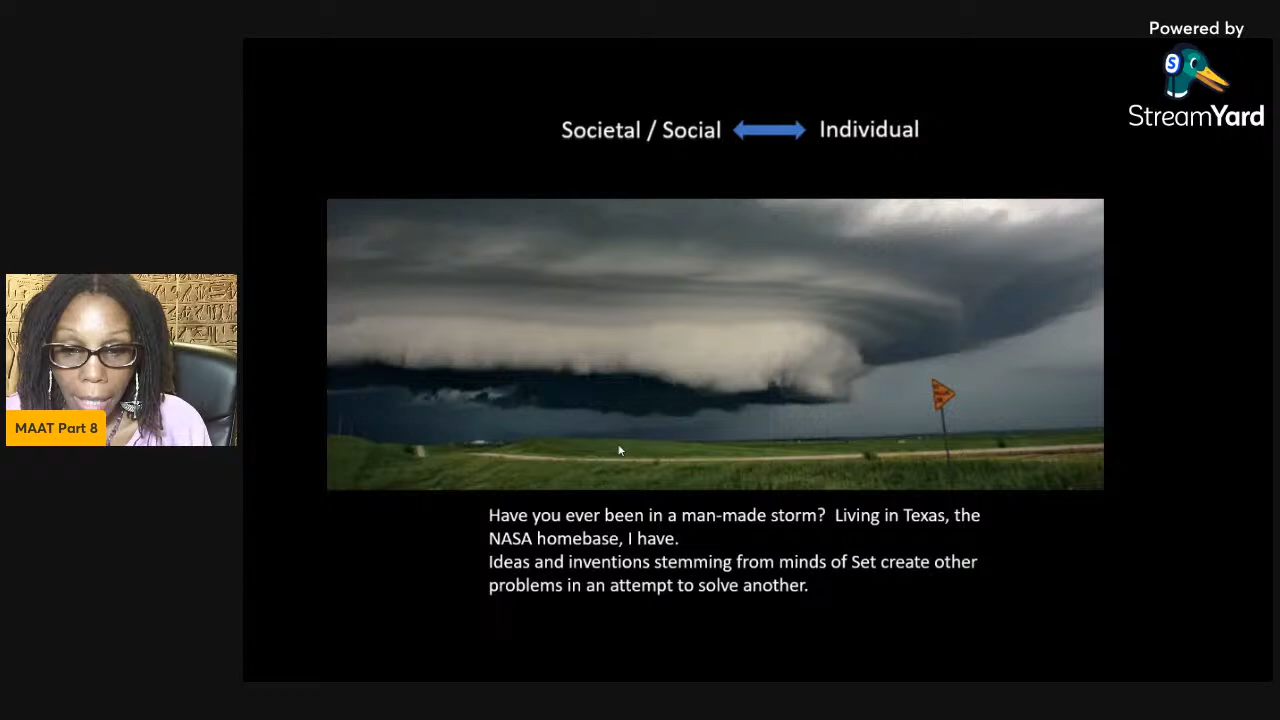 Powered by
S
StreamYard
Societal / Social Individual
MAAT Part 8
Have you ever been in a man-made storm? Living in Texas, the
NASA homebase, I have.
Ideas and inventions stemming from minds of Set create other
problems in an attempt to solve another.